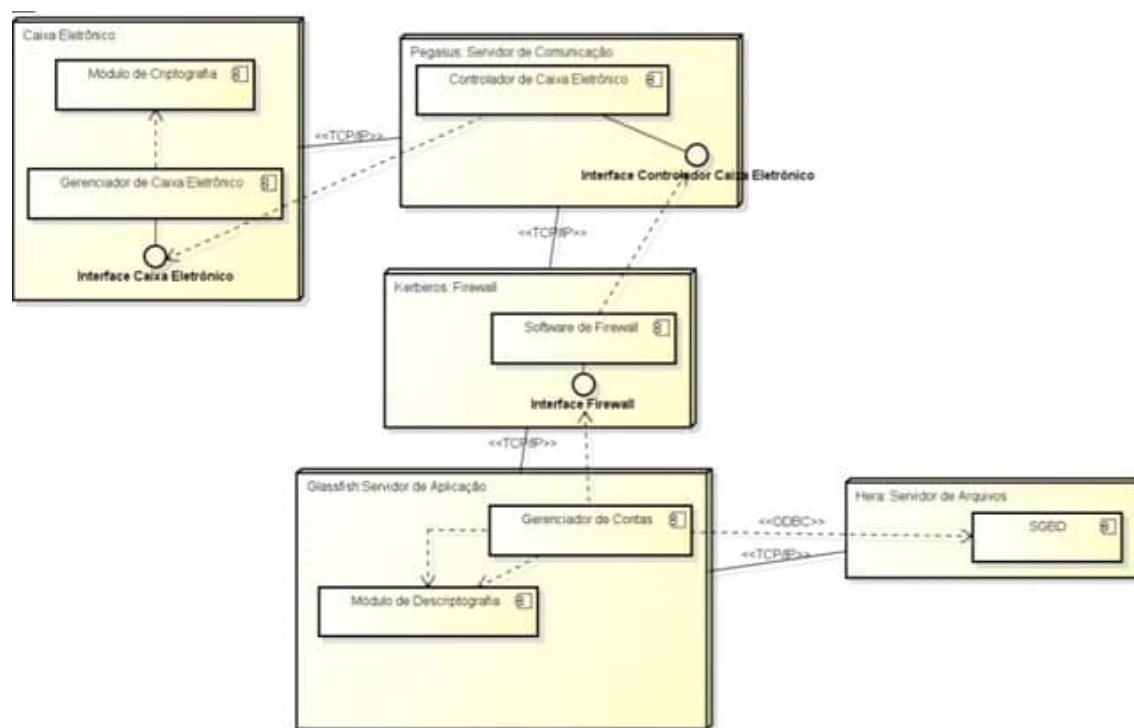 Caixa Eletrônico
Módulo de Criptografia
Gerenciador de Caixa Eletrônico
Interface Caixa Eletrônico
<<TCP/IP>>
Pegasus: Servidor de Comunicação
Controlador de Caixa Eletrônico
Interface Controlador Caixa Eletrônico
<<TCP/IP>>
Kerberos: Firewall
Software de Firewall
Interface Firewall
<<TCP/IP>>
Glassfish:Servidor de Aplicação
Gerenciador de Contas
Módulo de Descriptografia
<<ODBC>>
<<TCP/IP>>
Hera: Servidor de Arquivos
SGBD